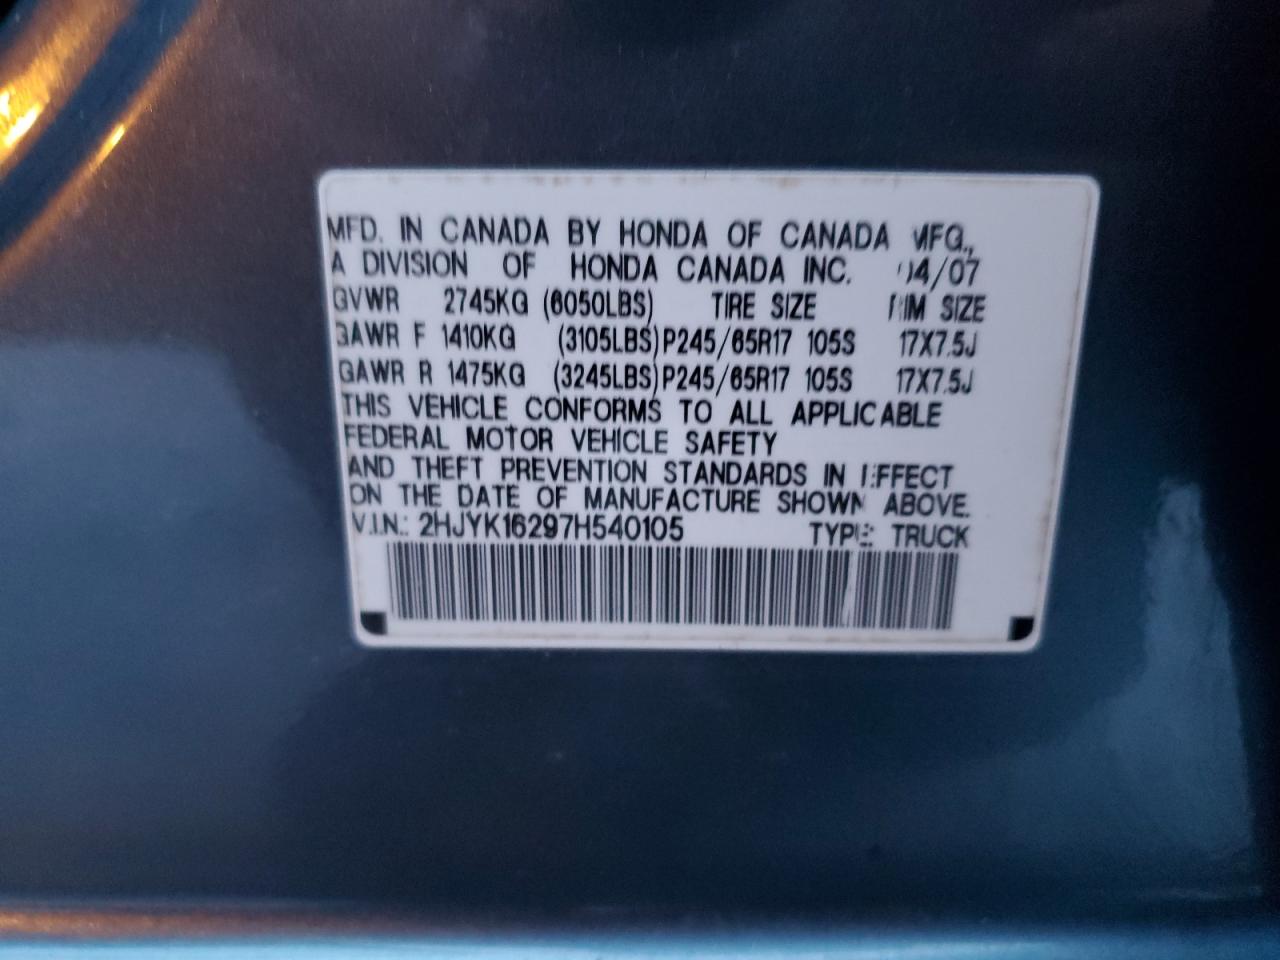 MFD. IN CANADA BY HONDA OF CANADA MFG.,
A DIVISION OF HONDA CANADA INC. 04/07
GVWR 2745KG (6050LBS) TIRE SIZE RIM SIZE
GAWR F 1410KG (3105LBS) P245/65R17 105S 17X7.5J
GAWR R 1475KG (3245LBS) P245/65R17 105S 17X7.5J
THIS VEHICLE CONFORMS TO ALL APPLICABLE
FEDERAL MOTOR VEHICLE SAFETY
AND THEFT PREVENTION STANDARDS IN EFFECT
ON THE DATE OF MANUFACTURE SHOWN ABOVE.
V.I.N.: 2HJYK16297H540105 TYPE: TRUCK